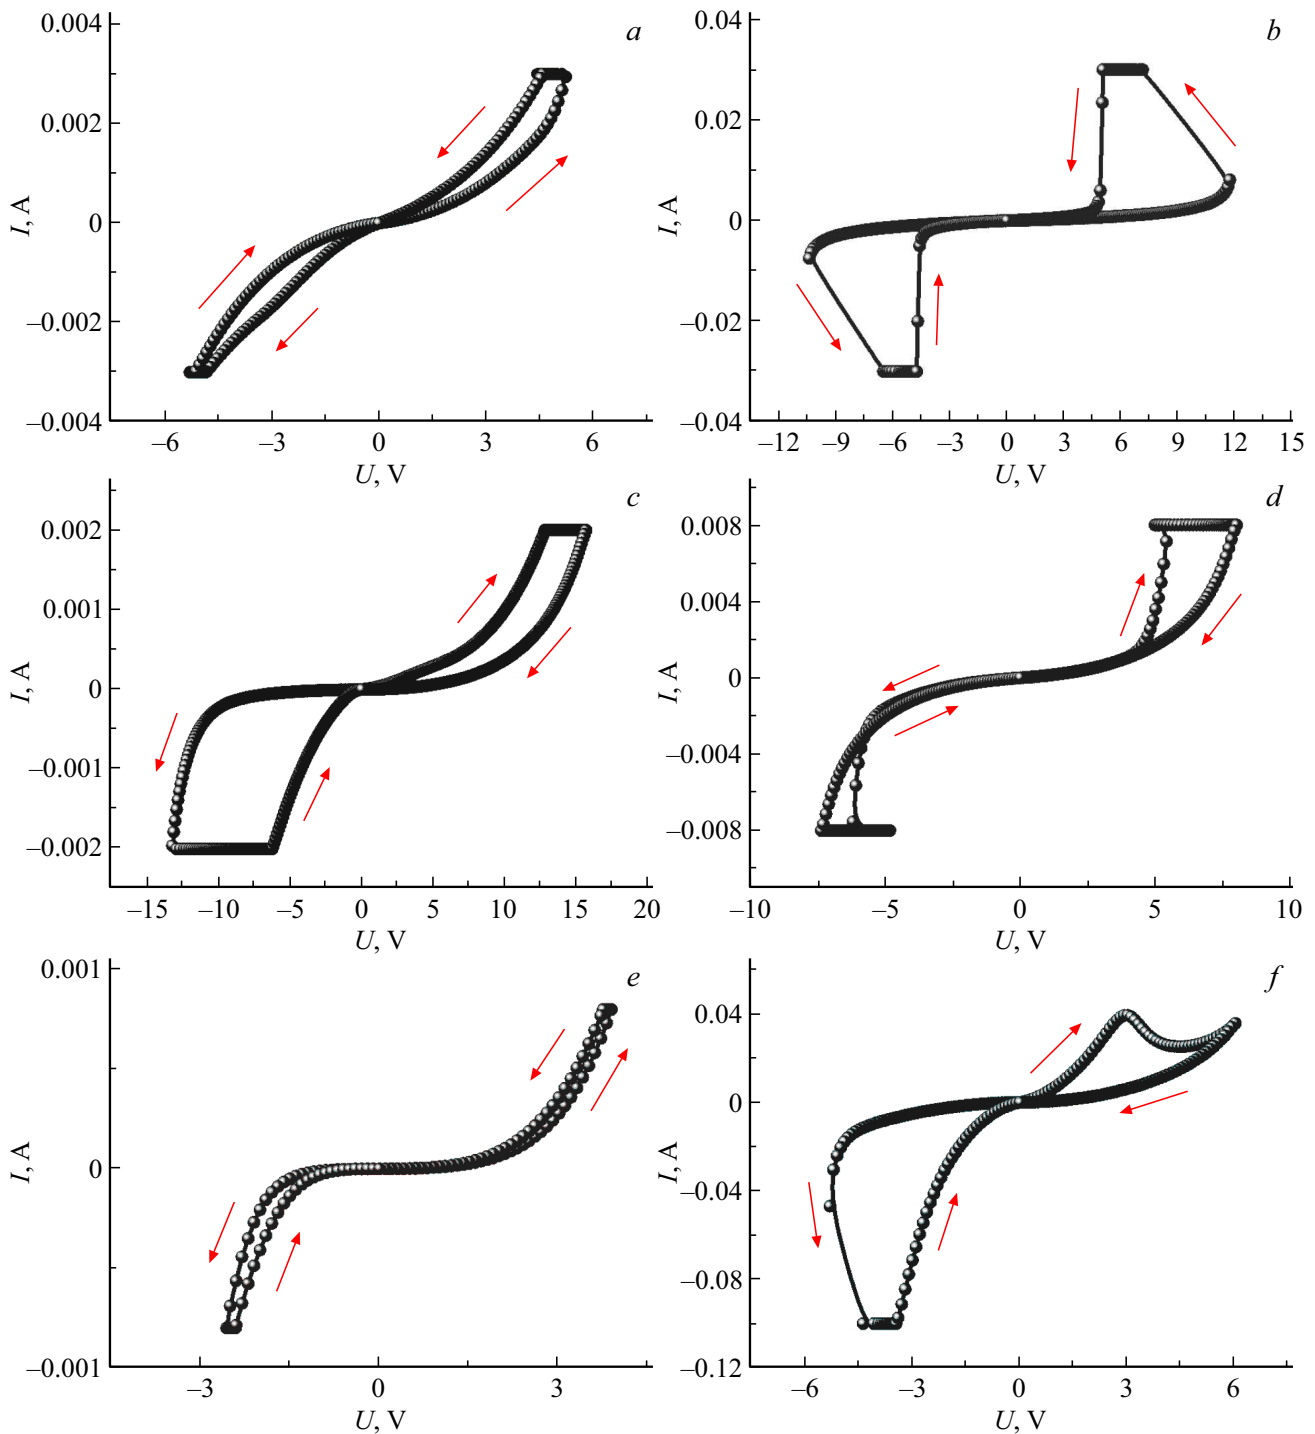 a
0.004
0.002
0
–0.002
–0.004
I, A
–6 –3 0 3 6
U, V
b
0.04
0.02
0
–0.02
–0.04
I, A
–12 –9 –6 –3 0 3 6 9 12 15
U, V
c
0.002
0.001
0
–0.001
–0.002
I, A
–15 –10 –5 0 5 10 15 20
U, V
d
0.008
0.004
0
–0.004
–0.008
I, A
–10 –5 0 5 10
U, V
e
0.001
0
–0.001
I, A
–3 0 3
U, V
f
0.04
0
–0.04
–0.08
–0.12
I, A
–6 –3 0 3 6
U, V